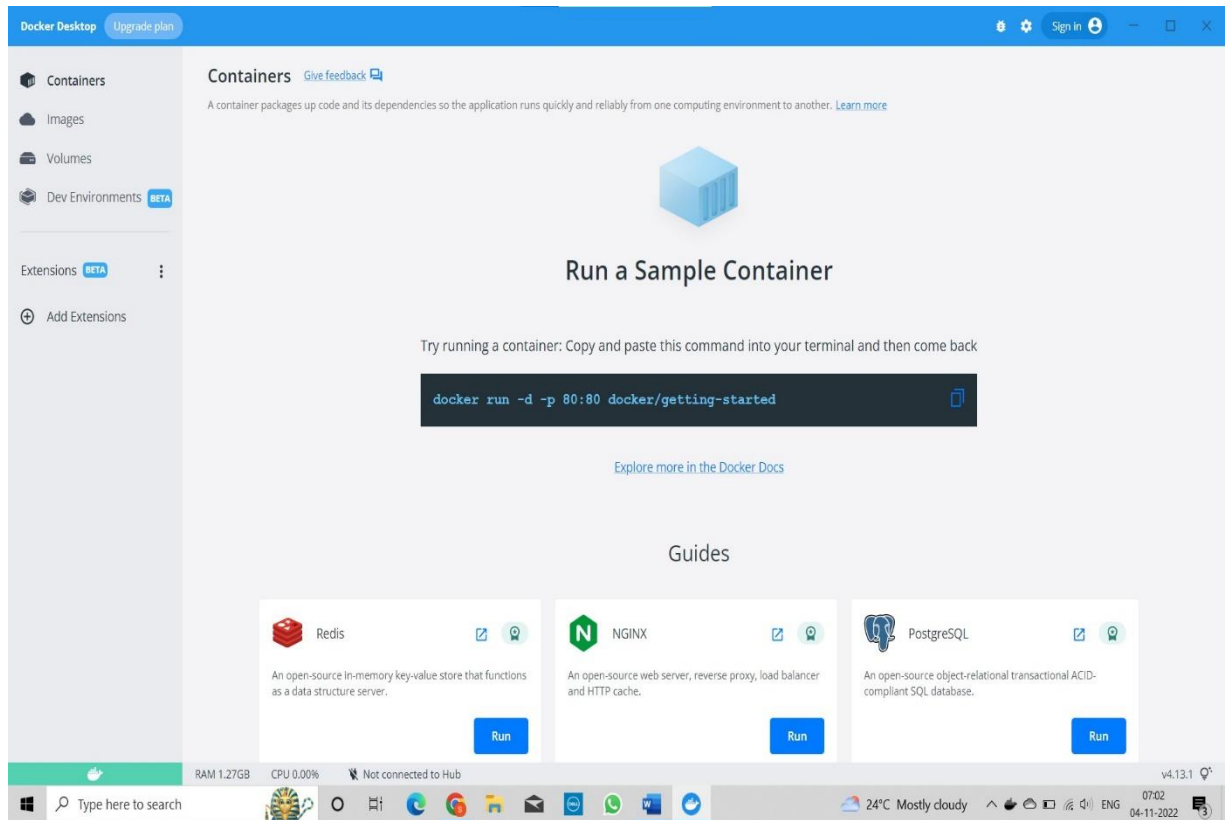 Docker Desktop Upgrade plan Sign in
Containers
Images
Volumes
Dev Environments BETA
Extensions BETA
Add Extensions
Containers Give feedback
A container packages up code and its dependencies so the application runs quickly and reliably from one computing environment to another. Learn more
Run a Sample Container
Try running a container: Copy and paste this command into your terminal and then come back
docker run -d -p 80:80 docker/getting-started
Explore more in the Docker Docs
Guides
Redis
An open-source in-memory key-value store that functions
as a data structure server.
Run
NGINX
An open-source web server, reverse proxy, load balancer
and HTTP cache.
Run
PostgreSQL
An open-source object-relational transactional ACID-
compliant SQL database.
Run
RAM 1.27GB CPU 0.00% Not connected to Hub v4.13.1
Type here to search 24°C Mostly cloudy ENG 07:02
04-11-2022 3